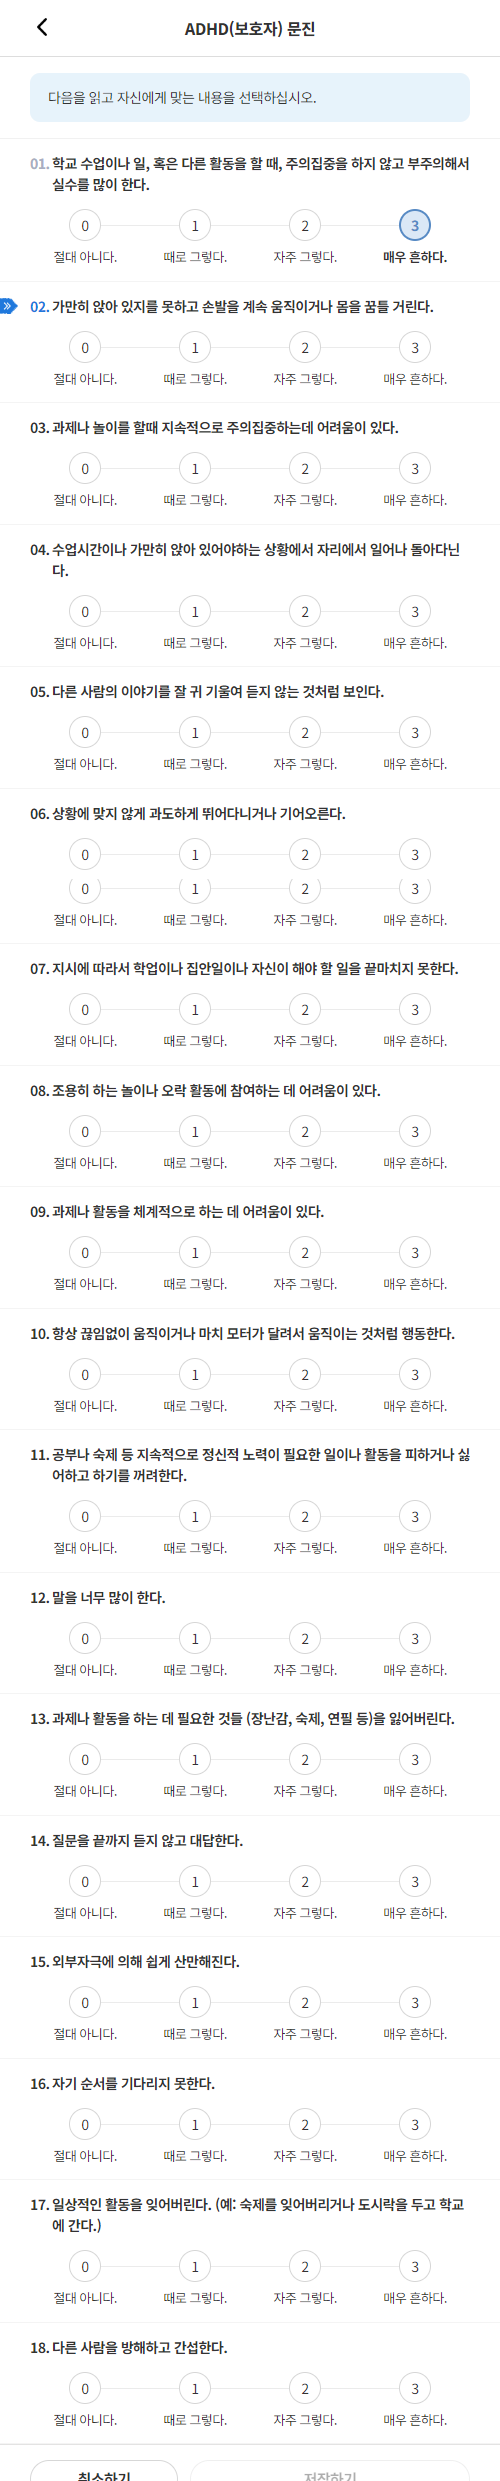 ADHD(보호자) 문진
다음을 읽고 자신에게 맞는 내용을 선택하십시오.
01. 학교 수업이나 일, 혹은 다른 활동을 할 때, 주의집중을 하지 않고 부주의해서
실수를 많이 한다.
0 1 2 3
절대 아니다. 때로 그렇다. 자주 그렇다. 매우 흔하다.
02. 가만히 앉아 있지를 못하고 손발을 계속 움직이거나 몸을 꿈틀 거린다.
0 1 2 3
절대 아니다. 때로 그렇다. 자주 그렇다. 매우 흔하다.
03. 과제나 놀이를 할때 지속적으로 주의집중하는데 어려움이 있다.
0 1 2 3
절대 아니다. 때로 그렇다. 자주 그렇다. 매우 흔하다.
04. 수업시간이나 가만히 앉아 있어야하는 상황에서 자리에서 일어나 돌아다닌
다.
0 1 2 3
절대 아니다. 때로 그렇다. 자주 그렇다. 매우 흔하다.
05. 다른 사람의 이야기를 잘 귀 기울여 듣지 않는 것처럼 보인다.
0 1 2 3
절대 아니다. 때로 그렇다. 자주 그렇다. 매우 흔하다.
06. 상황에 맞지 않게 과도하게 뛰어다니거나 기어오른다.
0 1 2 3
0 1 2 3
절대 아니다. 때로 그렇다. 자주 그렇다. 매우 흔하다.
07. 지시에 따라서 학업이나 집안일이나 자신이 해야 할 일을 끝마치지 못한다.
0 1 2 3
절대 아니다. 때로 그렇다. 자주 그렇다. 매우 흔하다.
08. 조용히 하는 놀이나 오락 활동에 참여하는 데 어려움이 있다.
0 1 2 3
절대 아니다. 때로 그렇다. 자주 그렇다. 매우 흔하다.
09. 과제나 활동을 체계적으로 하는 데 어려움이 있다.
0 1 2 3
절대 아니다. 때로 그렇다. 자주 그렇다. 매우 흔하다.
10. 항상 끊임없이 움직이거나 마치 모터가 달려서 움직이는 것처럼 행동한다.
0 1 2 3
절대 아니다. 때로 그렇다. 자주 그렇다. 매우 흔하다.
11. 공부나 숙제 등 지속적으로 정신적 노력이 필요한 일이나 활동을 피하거나 싫
어하고 하기를 꺼려한다.
0 1 2 3
절대 아니다. 때로 그렇다. 자주 그렇다. 매우 흔하다.
12. 말을 너무 많이 한다.
0 1 2 3
절대 아니다. 때로 그렇다. 자주 그렇다. 매우 흔하다.
13. 과제나 활동을 하는 데 필요한 것들 (장난감, 숙제, 연필 등)을 잃어버린다.
0 1 2 3
절대 아니다. 때로 그렇다. 자주 그렇다. 매우 흔하다.
14. 질문을 끝까지 듣지 않고 대답한다.
0 1 2 3
절대 아니다. 때로 그렇다. 자주 그렇다. 매우 흔하다.
15. 외부자극에 의해 쉽게 산만해진다.
0 1 2 3
절대 아니다. 때로 그렇다. 자주 그렇다. 매우 흔하다.
16. 자기 순서를 기다리지 못한다.
0 1 2 3
절대 아니다. 때로 그렇다. 자주 그렇다. 매우 흔하다.
17. 일상적인 활동을 잊어버린다. (예: 숙제를 잊어버리거나 도시락을 두고 학교
에 간다.)
0 1 2 3
절대 아니다. 때로 그렇다. 자주 그렇다. 매우 흔하다.
18. 다른 사람을 방해하고 간섭한다.
0 1 2 3
절대 아니다. 때로 그렇다. 자주 그렇다. 매우 흔하다.
취소하기 저장하기